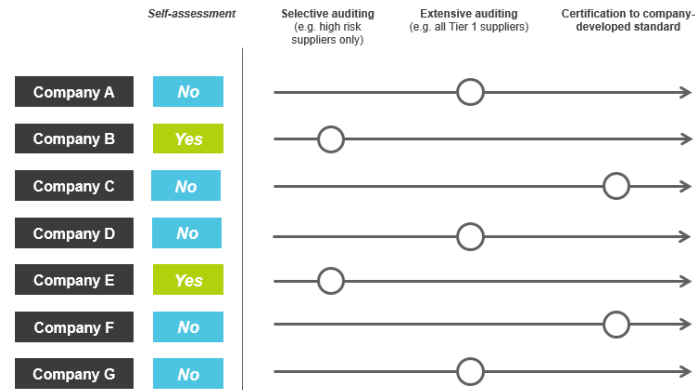 Self-assessment
Selective auditing
(e.g. high risk
suppliers only)
Extensive auditing
(e.g. all Tier 1 suppliers)
Certification to company-
developed standard
Company A No
Company B Yes
Company C No
Company D No
Company E Yes
Company F No
Company G No